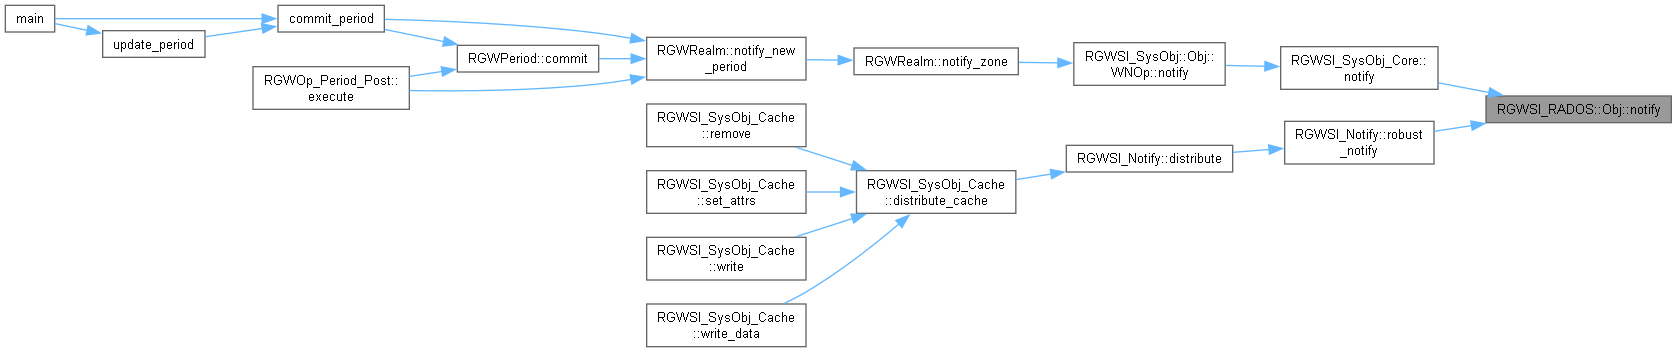 main
update_period
commit_period
RGWOp_Period_Post::
execute
RGWPeriod::commit
RGWRealm::notify_new
_period
RGWRealm::notify_zone
RGWSI_SysObj::Obj::
WNOp::notify
RGWSI_SysObj_Core::
notify
RGWSI_RADOS::Obj::notify
RGWSI_Notify::robust
_notify
RGWSI_Notify::distribute
RGWSI_SysObj_Cache
::distribute_cache
RGWSI_SysObj_Cache
::remove
RGWSI_SysObj_Cache
::set_attrs
RGWSI_SysObj_Cache
::write
RGWSI_SysObj_Cache
::write_data